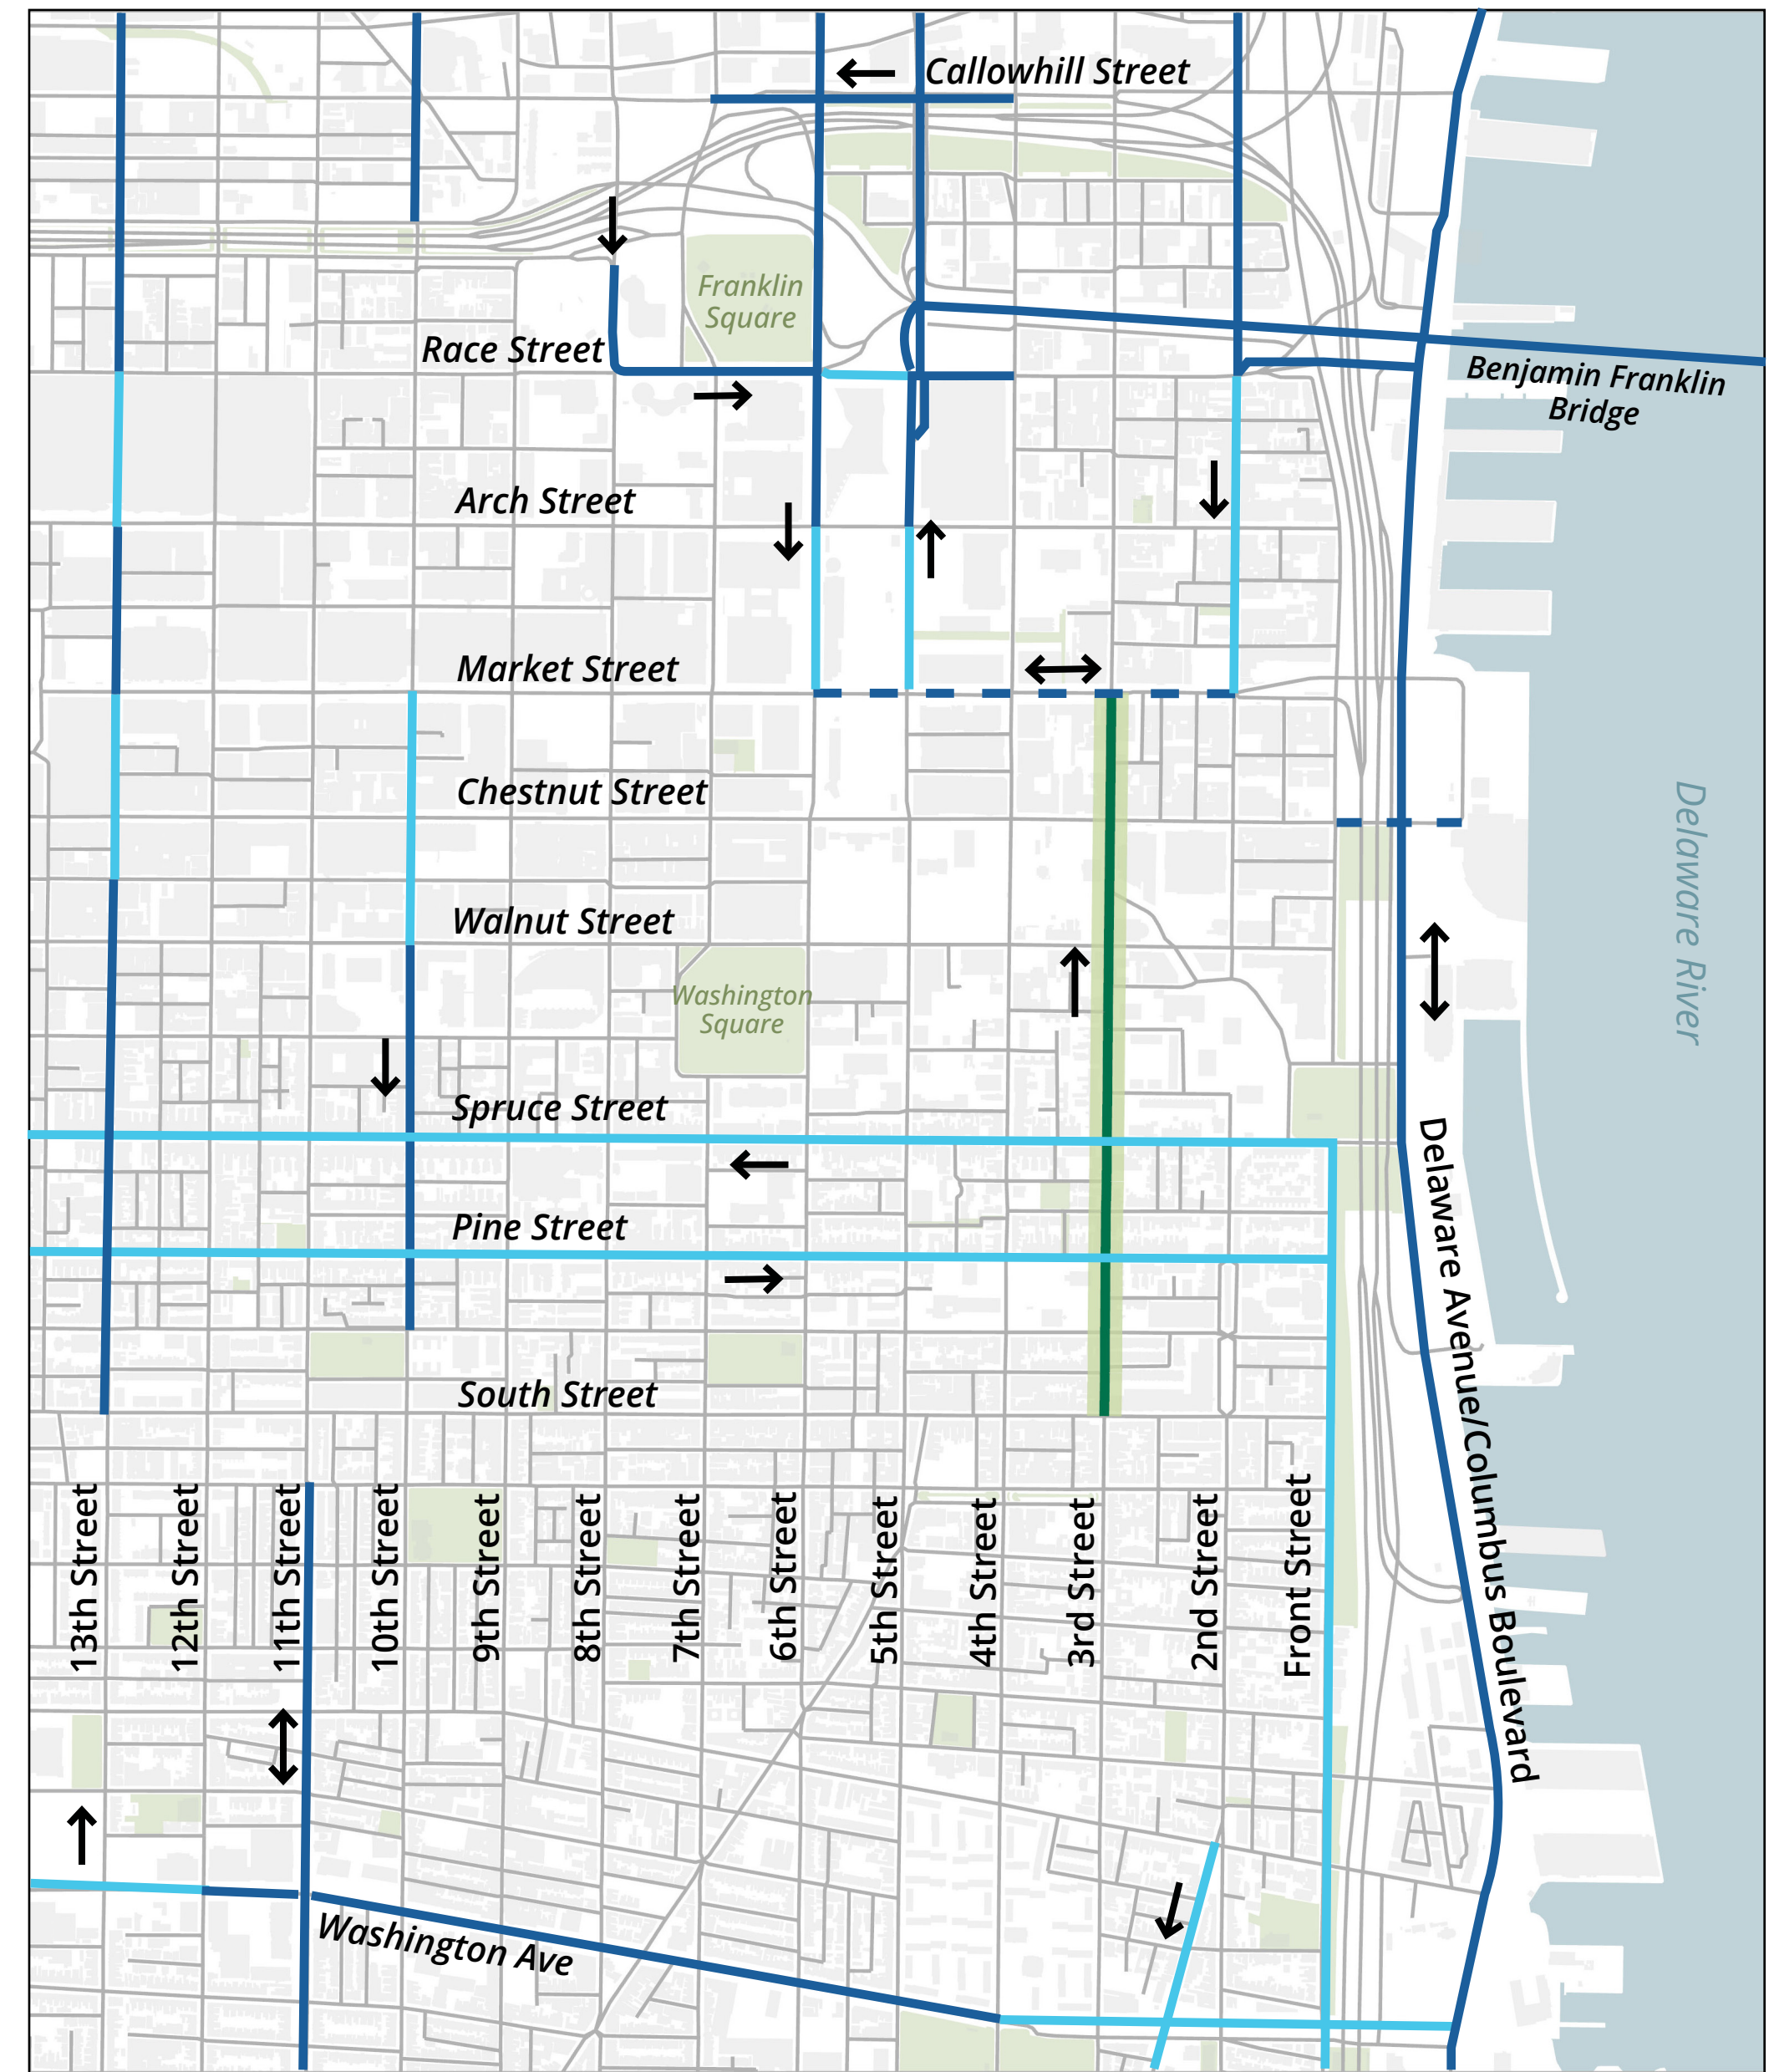 Callowhill Street
Franklin
Square
Race Street
Benjamin Franklin
Bridge
Arch Street
Market Street
Chestnut Street
Delaware River
Walnut Street
Washington
Square
Spruce Street
Delaware Avenue/Columbus Boulevard
Pine Street
South Street
13th Street
12th Street
11th Street
10th Street
9th Street
8th Street
7th Street
6th Street
5th Street
4th Street
3rd Street
2nd Street
Front Street
Washington Ave